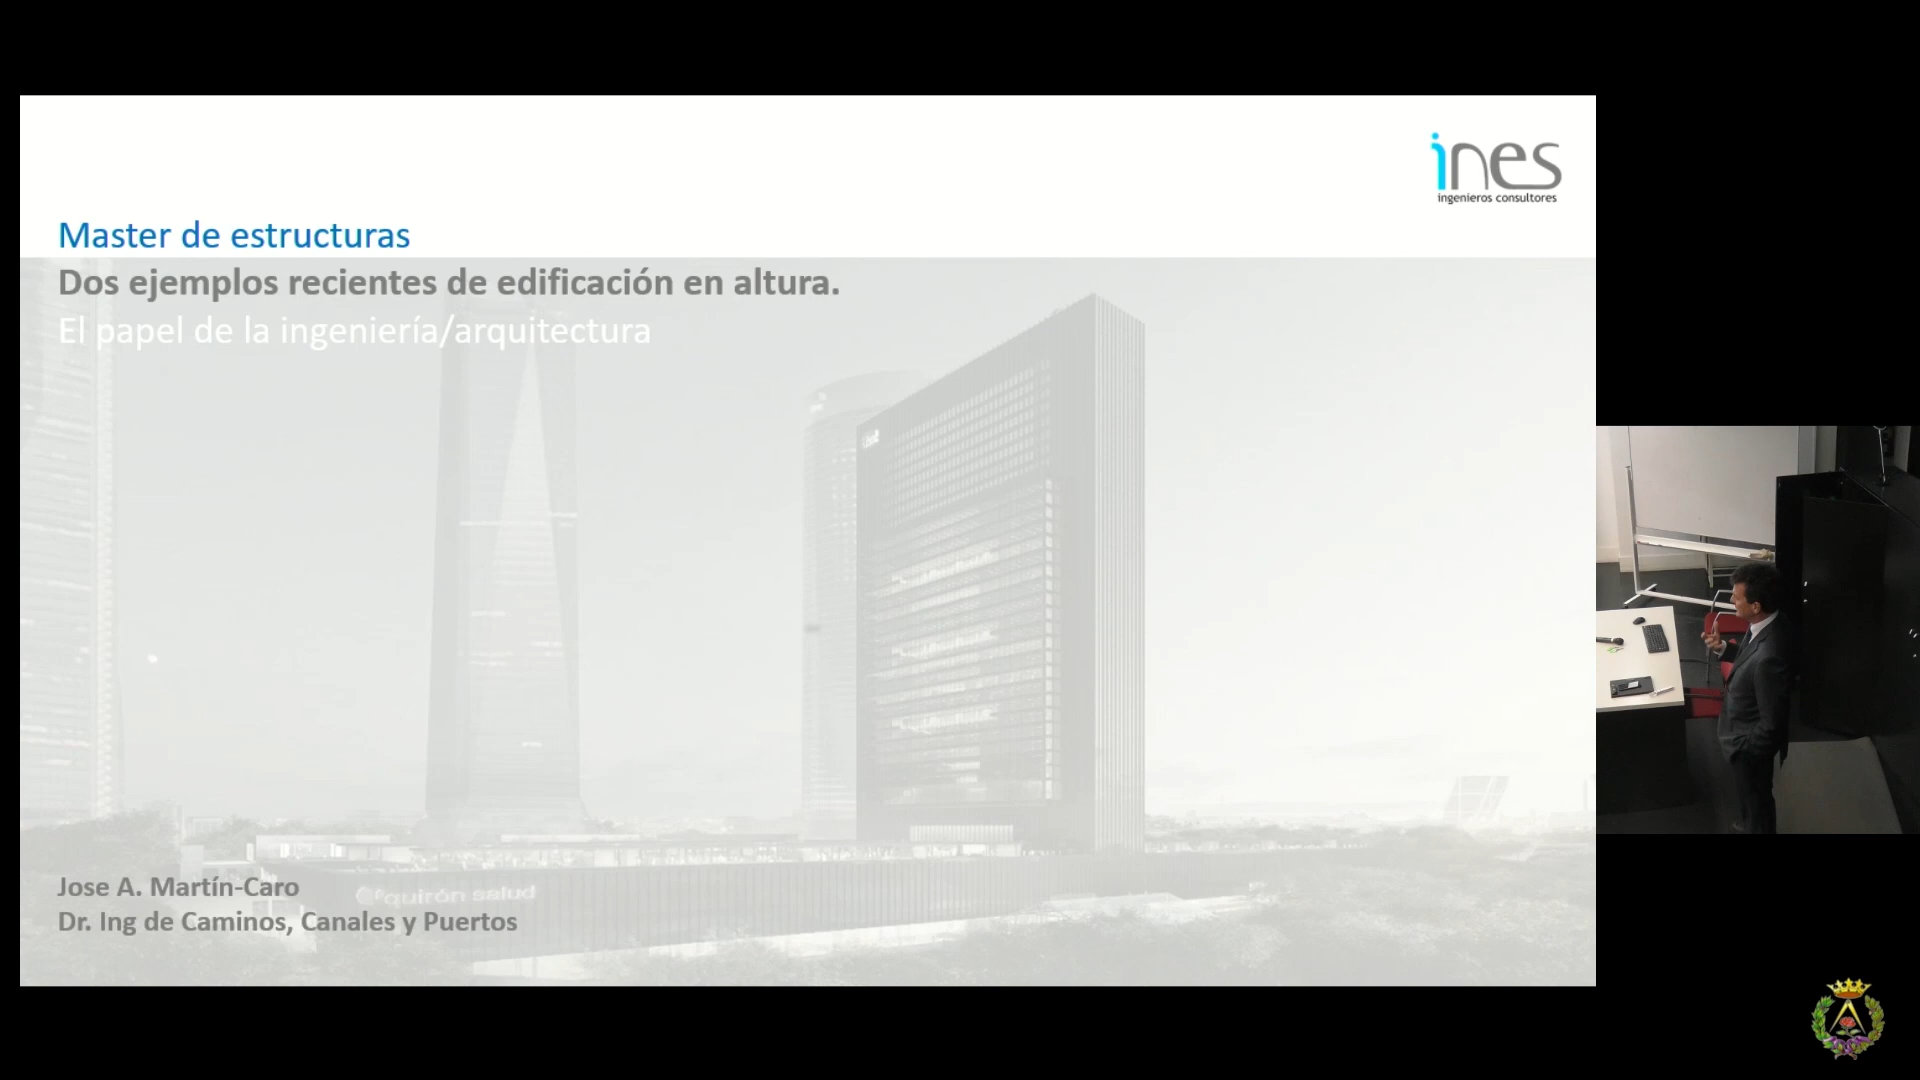 ines
ingenieros consultores
Master de estructuras
Dos ejemplos recientes de edificación en altura.
El papel de la ingeniería/arquitectura
quirón salud
Jose A. Martín-Caro
Dr. Ing de Caminos, Canales y Puertos